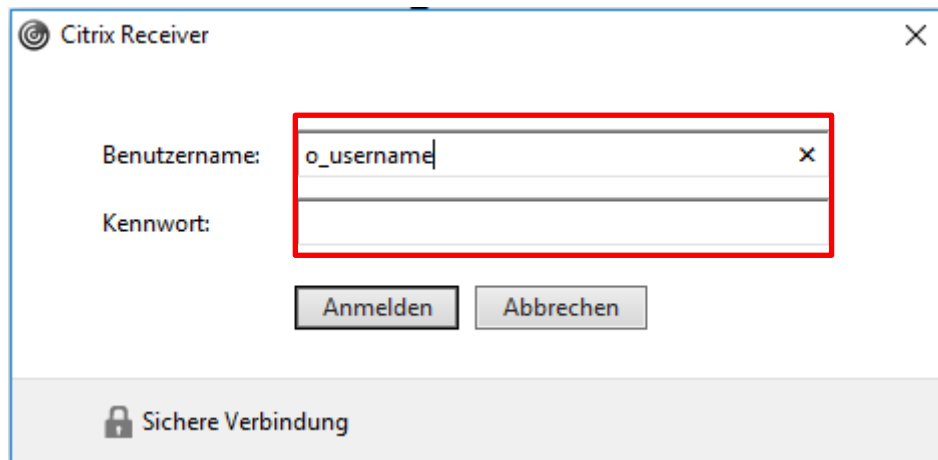 Citrix Receiver
Benutzername: o_username
Kennwort:
Anmelden Abbrechen
Sichere Verbindung